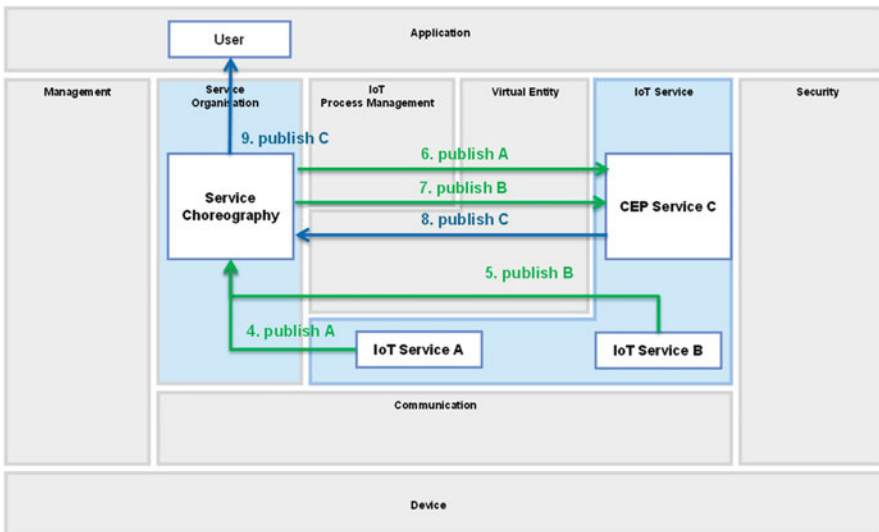 User
Application
Management
Service
Organisation
IoT
Process Management
Virtual Entity
IoT Service
Security
9. publish C
6. publish A
Service
Choreography
7. publish B
CEP Service C
8. publish C
5. publish B
4. publish A
IoT Service A
IoT Service B
Communication
Device